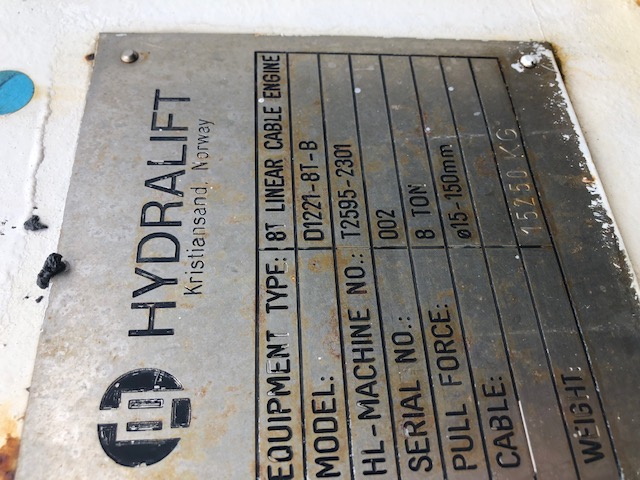 HYDRALIFT
Kristiansand, Norway
EQUIPMENT TYPE: 8T LINEAR CABLE ENGINE
MODEL: D1221-8T-B
HL-MACHINE NO.: T2595-2301
SERIAL NO.: 002
PULL FORCE: 8 TON
CABLE: ø15-150mm
WEIGHT: 15250 KG